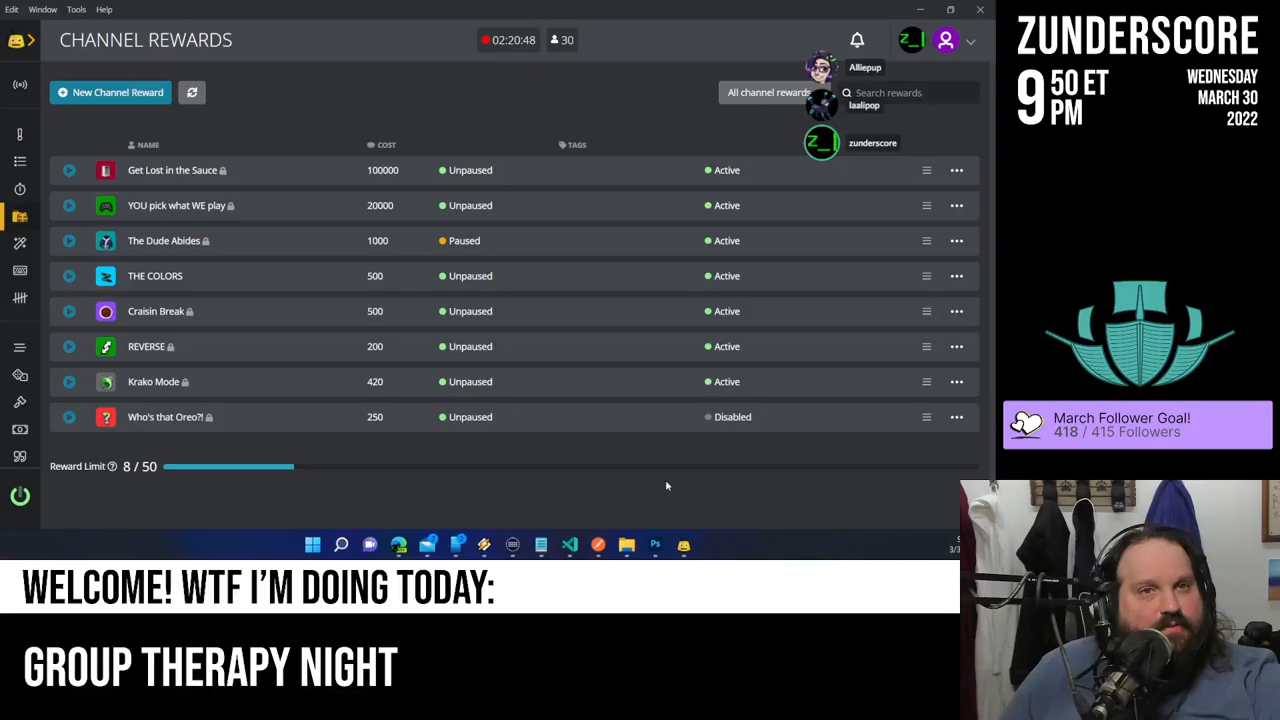 Edit Window Tools Help
CHANNEL REWARDS
02:20:48 30
New Channel Reward
All channel rewards
Search rewards
Alliepup
laalipop
zunderscore
NAME COST TAGS
Get Lost in the Sauce 100000 Unpaused Active
YOU pick what WE play 20000 Unpaused Active
The Dude Abides 1000 Paused Active
THE COLORS 500 Unpaused Active
Craisin Break 500 Unpaused Active
REVERSE 200 Unpaused Active
Krako Mode 420 Unpaused Active
Who's that Oreo?! 250 Unpaused Disabled
Reward Limit 8 / 50
WELCOME! WTF I'M DOING TODAY:
GROUP THERAPY NIGHT
ZUNDERSCORE
9 50 ET
PM
WEDNESDAY
MARCH 30
2022
March Follower Goal!
418 / 415 Followers